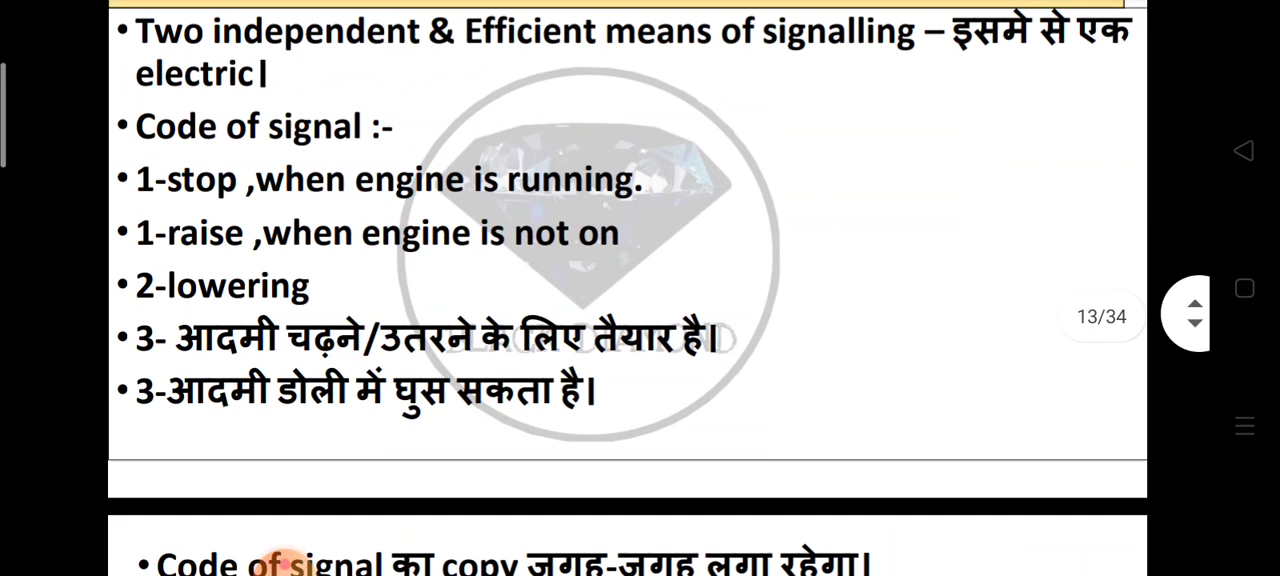 • Two independent & Efficient means of signalling – इसमे से एक
electric।
• Code of signal :-
• 1-stop ,when engine is running.
• 1-raise ,when engine is not on
• 2-lowering
• 3- आदमी चढ़ने/उतरने के लिए तैयार है।
• 3-आदमी डोली में घुस सकता है।
13/34
• Code of signal का copy जगह-जगह लगा रहेगा।